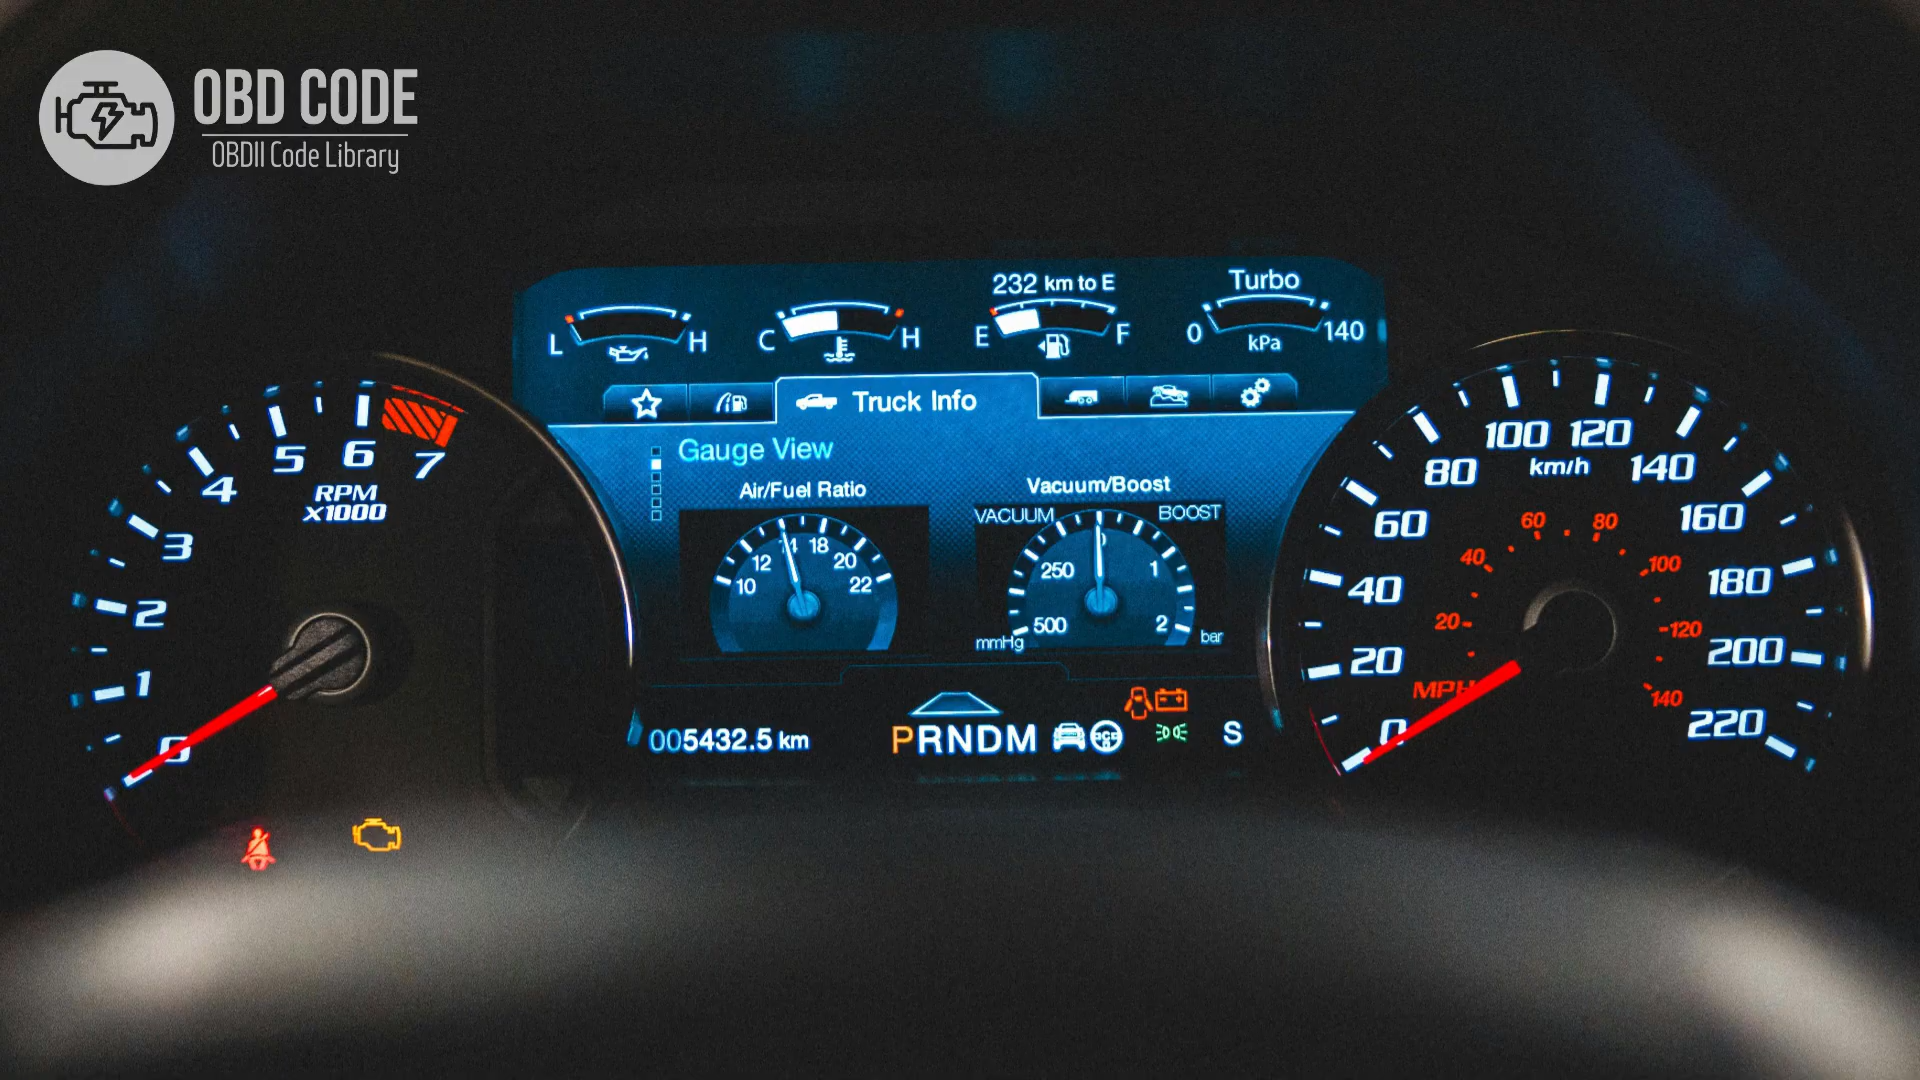 OBD CODE
OBDII Code Library
232 km to E
Turbo
L H
C H
E F
0 140
kPa
Truck Info
Gauge View
Air/Fuel Ratio
10 12 14 18 20 22
Vacuum/Boost
VACUUM BOOST
500 250 0 1 2
mmHg bar
0 1 2 3 4 5 6 7
RPM
X1000
0 20 40 60 80 100 120 140 160 180 200 220
km/h
20 40 60 80 100 120 140
MPH
005432.5 km
PRNDM
S